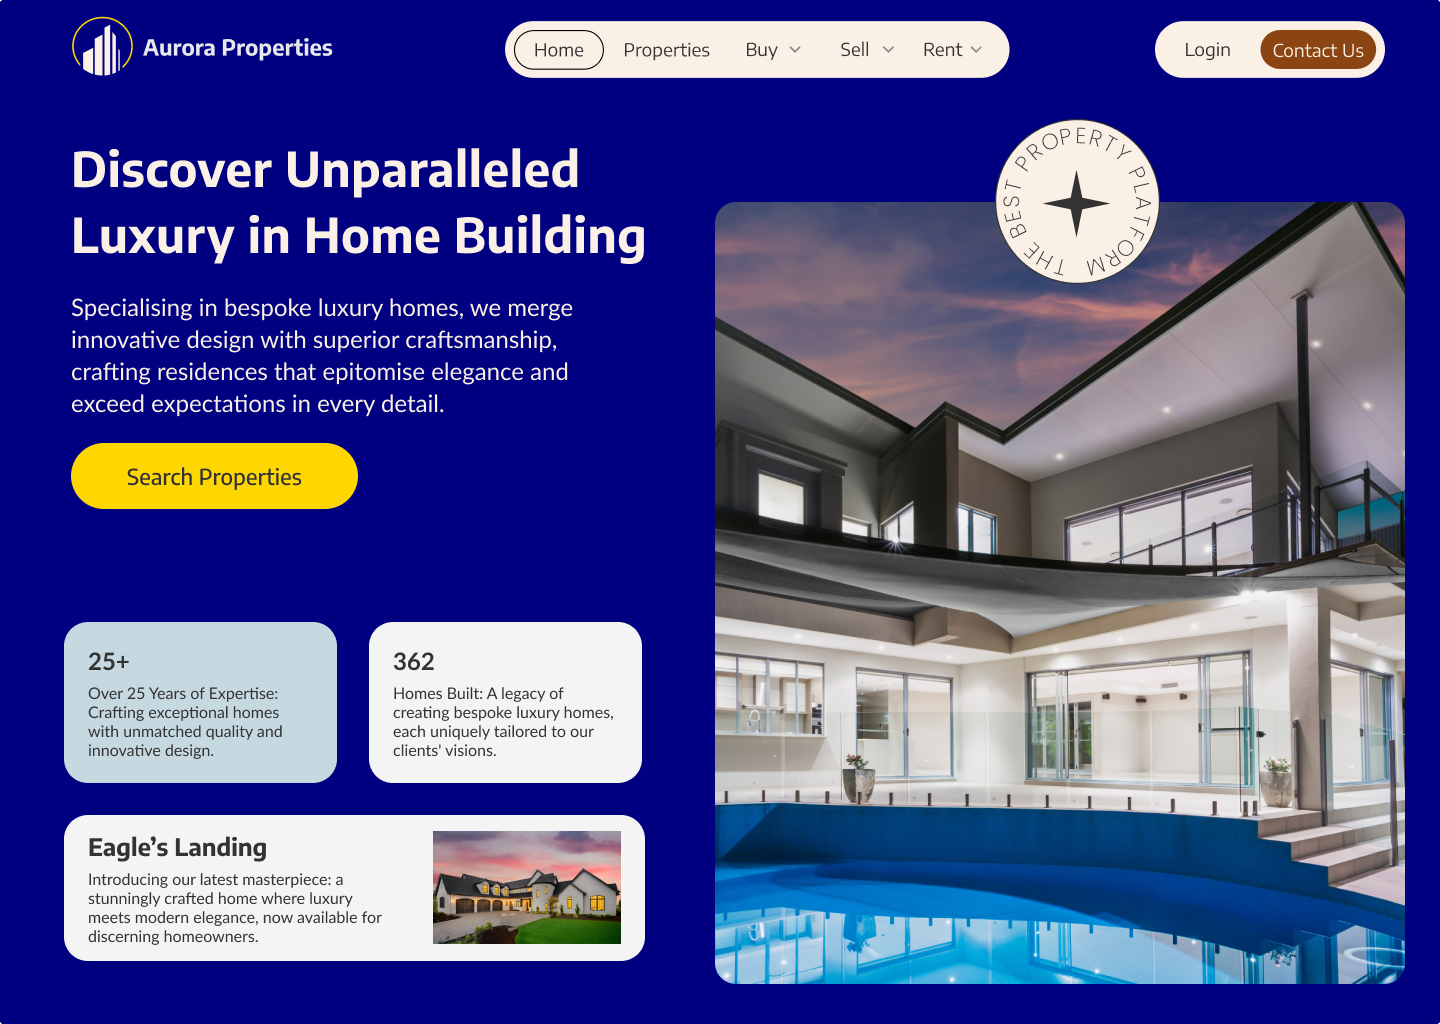 Aurora Properties
Home
Properties
Buy
Sell
Rent
Login
Contact Us
Discover Unparalleled
Luxury in Home Building
THE BEST PROPERTY PLATFORM
Specialising in bespoke luxury homes, we merge
innovative design with superior craftsmanship,
crafting residences that epitomise elegance and
exceed expectations in every detail.
Search Properties
25+
Over 25 Years of Expertise:
Crafting exceptional homes
with unmatched quality and
innovative design.
362
Homes Built: A legacy of
creating bespoke luxury homes,
each uniquely tailored to our
clients' visions.
Eagle’s Landing
Introducing our latest masterpiece: a
stunningly crafted home where luxury
meets modern elegance, now available for
discerning homeowners.